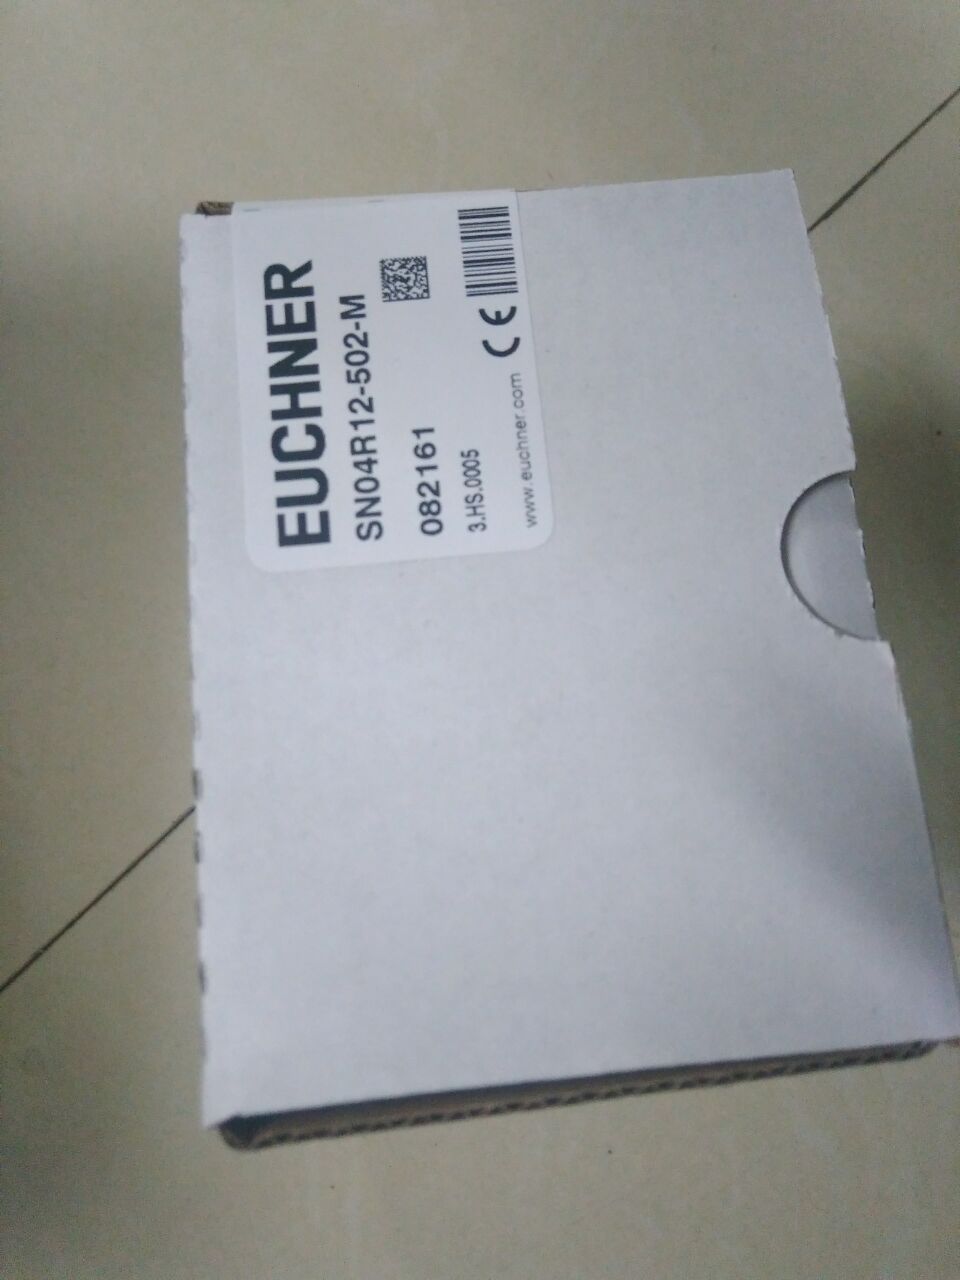 EUCHNER
SN04R12-502-M
082161
3.HS.0005
www.euchner.com
CE